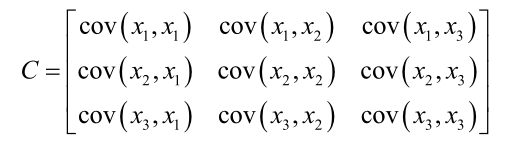 cov(x₁,x₁) cov(x₁,x₂) cov(x₁,x₃)
C = cov(x₂,x₁) cov(x₂,x₂) cov(x₂,x₃)
cov(x₃,x₁) cov(x₃,x₂) cov(x₃,x₃)